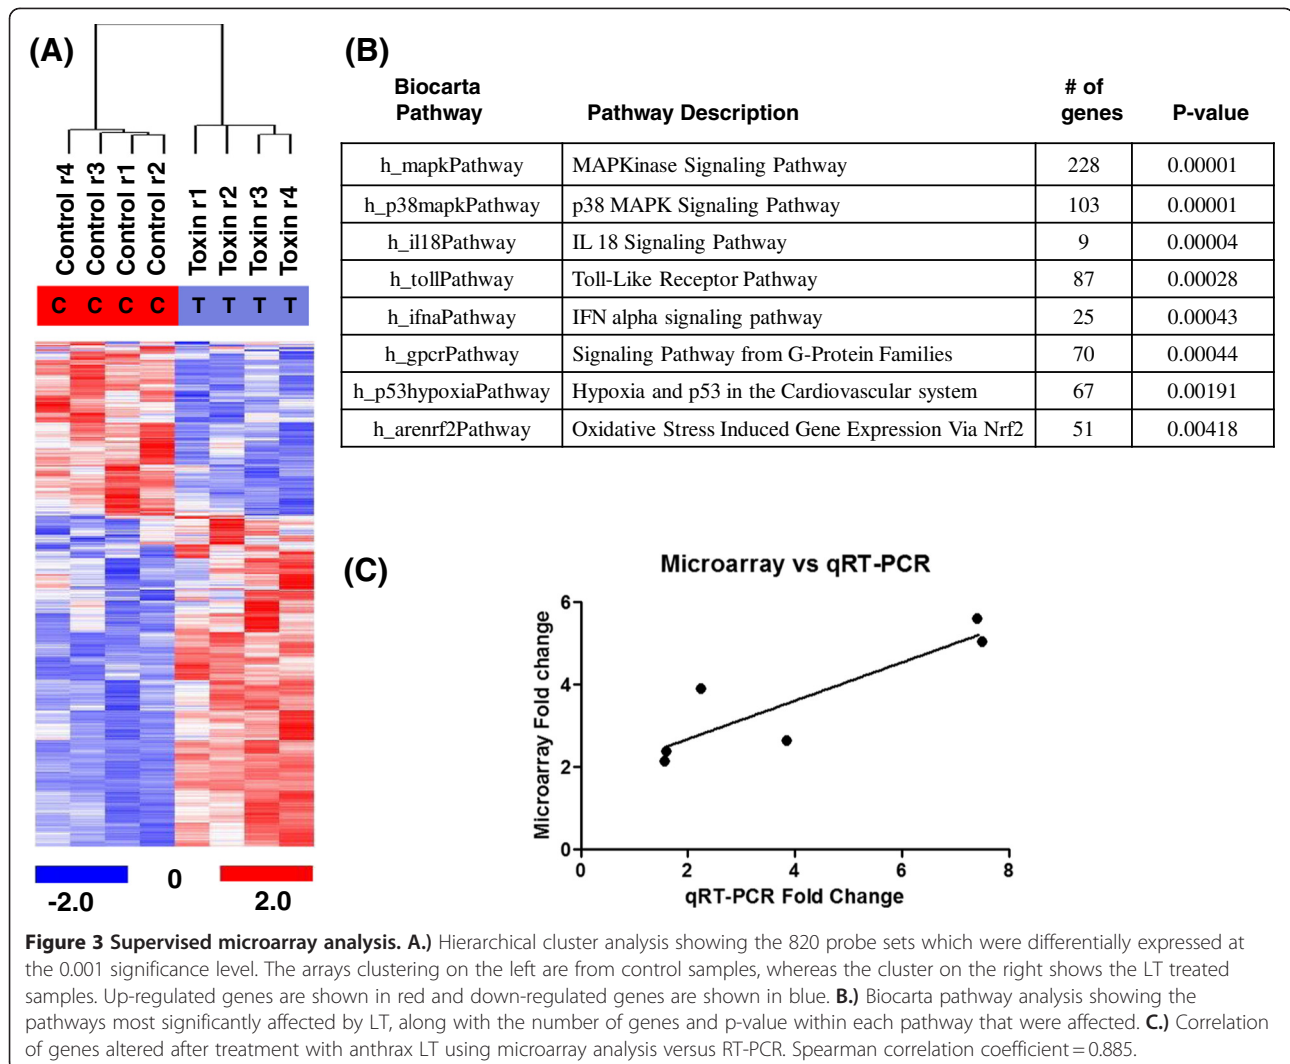 (A)
Control r4
Control r3
Control r1
Control r2
Toxin r1
Toxin r2
Toxin r3
Toxin r4
C C C C T T T T
-2.0 0 2.0
(B)
Biocarta Pathway Pathway Description # of genes P-value
h_mapkPathway MAPKinase Signaling Pathway 228 0.00001
h_p38mapkPathway p38 MAPK Signaling Pathway 103 0.00001
h_il18Pathway IL 18 Signaling Pathway 9 0.00004
h_tollPathway Toll-Like Receptor Pathway 87 0.00028
h_ifnaPathway IFN alpha signaling pathway 25 0.00043
h_gpcrPathway Signaling Pathway from G-Protein Families 70 0.00044
h_p53hypoxiaPathway Hypoxia and p53 in the Cardiovascular system 67 0.00191
h_arenrf2Pathway Oxidative Stress Induced Gene Expression Via Nrf2 51 0.00418
(C)
Microarray vs qRT-PCR
Microarray Fold change
6
4
2
0
0 2 4 6 8
qRT-PCR Fold Change
Figure 3 Supervised microarray analysis. A.) Hierarchical cluster analysis showing the 820 probe sets which were differentially expressed at
the 0.001 significance level. The arrays clustering on the left are from control samples, whereas the cluster on the right shows the LT treated
samples. Up-regulated genes are shown in red and down-regulated genes are shown in blue. B.) Biocarta pathway analysis showing the
pathways most significantly affected by LT, along with the number of genes and p-value within each pathway that were affected. C.) Correlation
of genes altered after treatment with anthrax LT using microarray analysis versus RT-PCR. Spearman correlation coefficient = 0.885.